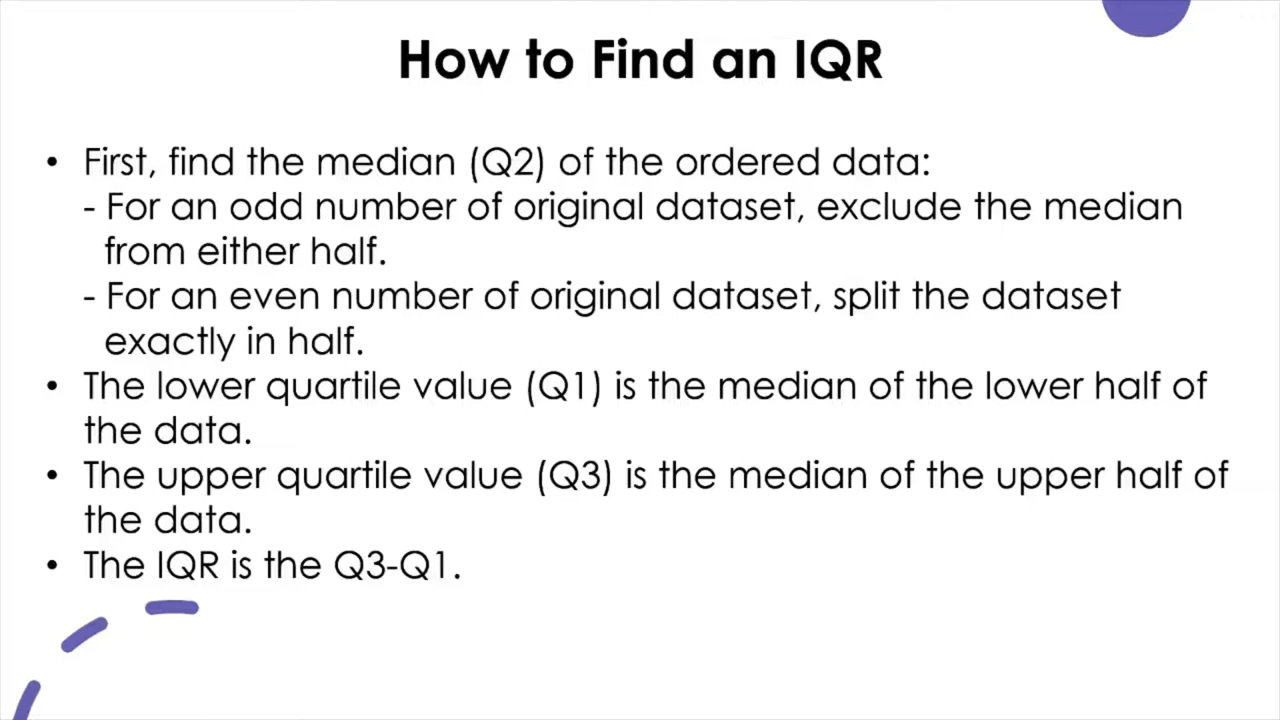 How to Find an IQR
• First, find the median (Q2) of the ordered data:
- For an odd number of original dataset, exclude the median
from either half.
- For an even number of original dataset, split the dataset
exactly in half.
• The lower quartile value (Q1) is the median of the lower half of
the data.
• The upper quartile value (Q3) is the median of the upper half of
the data.
• The IQR is the Q3-Q1.